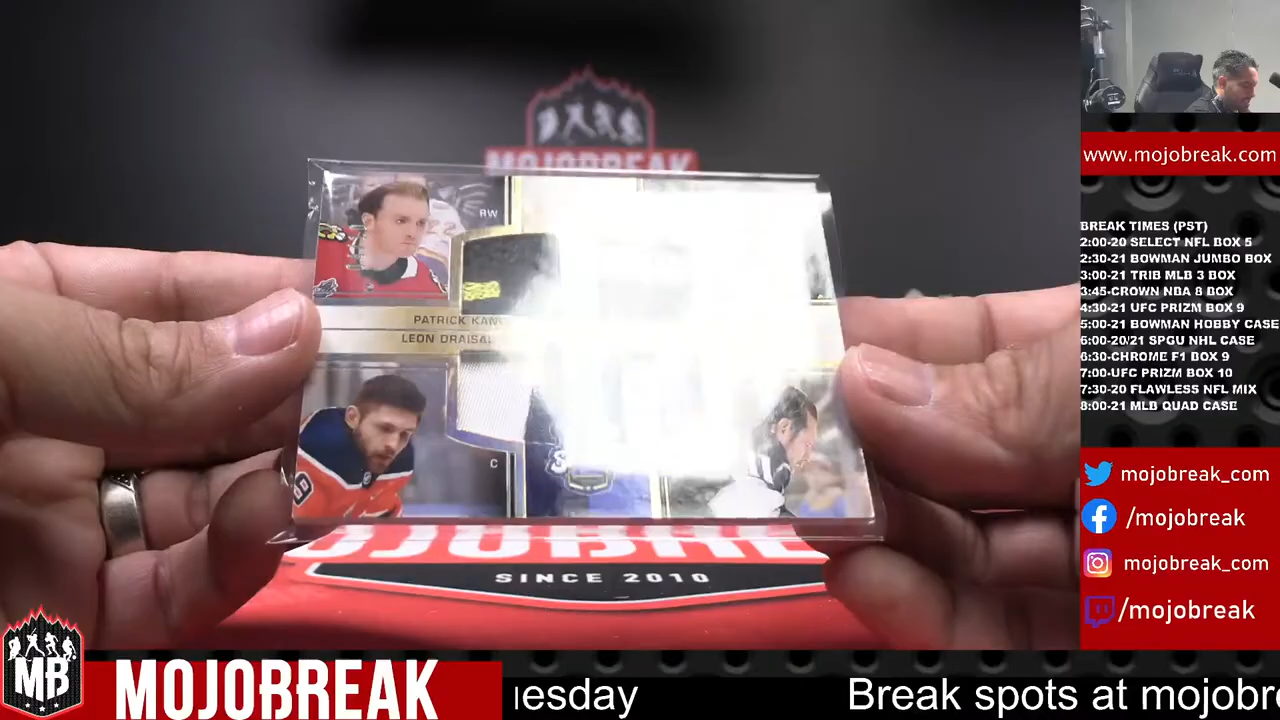 MOJOBREAK
RW
PATRICK KAN
LEON DRAISA
C
SINCE 2010
www.mojobreak.com
BREAK TIMES (PST)
2:00-20 SELECT NFL BOX 5
2:30-21 BOWMAN JUMBO BOX
3:00-21 TRIB MLB 3 BOX
3:45-CROWN NBA 8 BOX
4:30-21 UFC PRIZM BOX 9
5:00-21 BOWMAN HOBBY CASE
6:00-20/21 SPGU NHL CASE
6:30-CHROME F1 BOX 9
7:00-UFC PRIZM BOX 10
7:30-20 FLAWLESS NFL MIX
8:00-21 MLB QUAD CASE
mojobreak_com
/mojobreak
mojobreak_com
/mojobreak
MB
MOJOBREAK
uesday
Break spots at mojobr